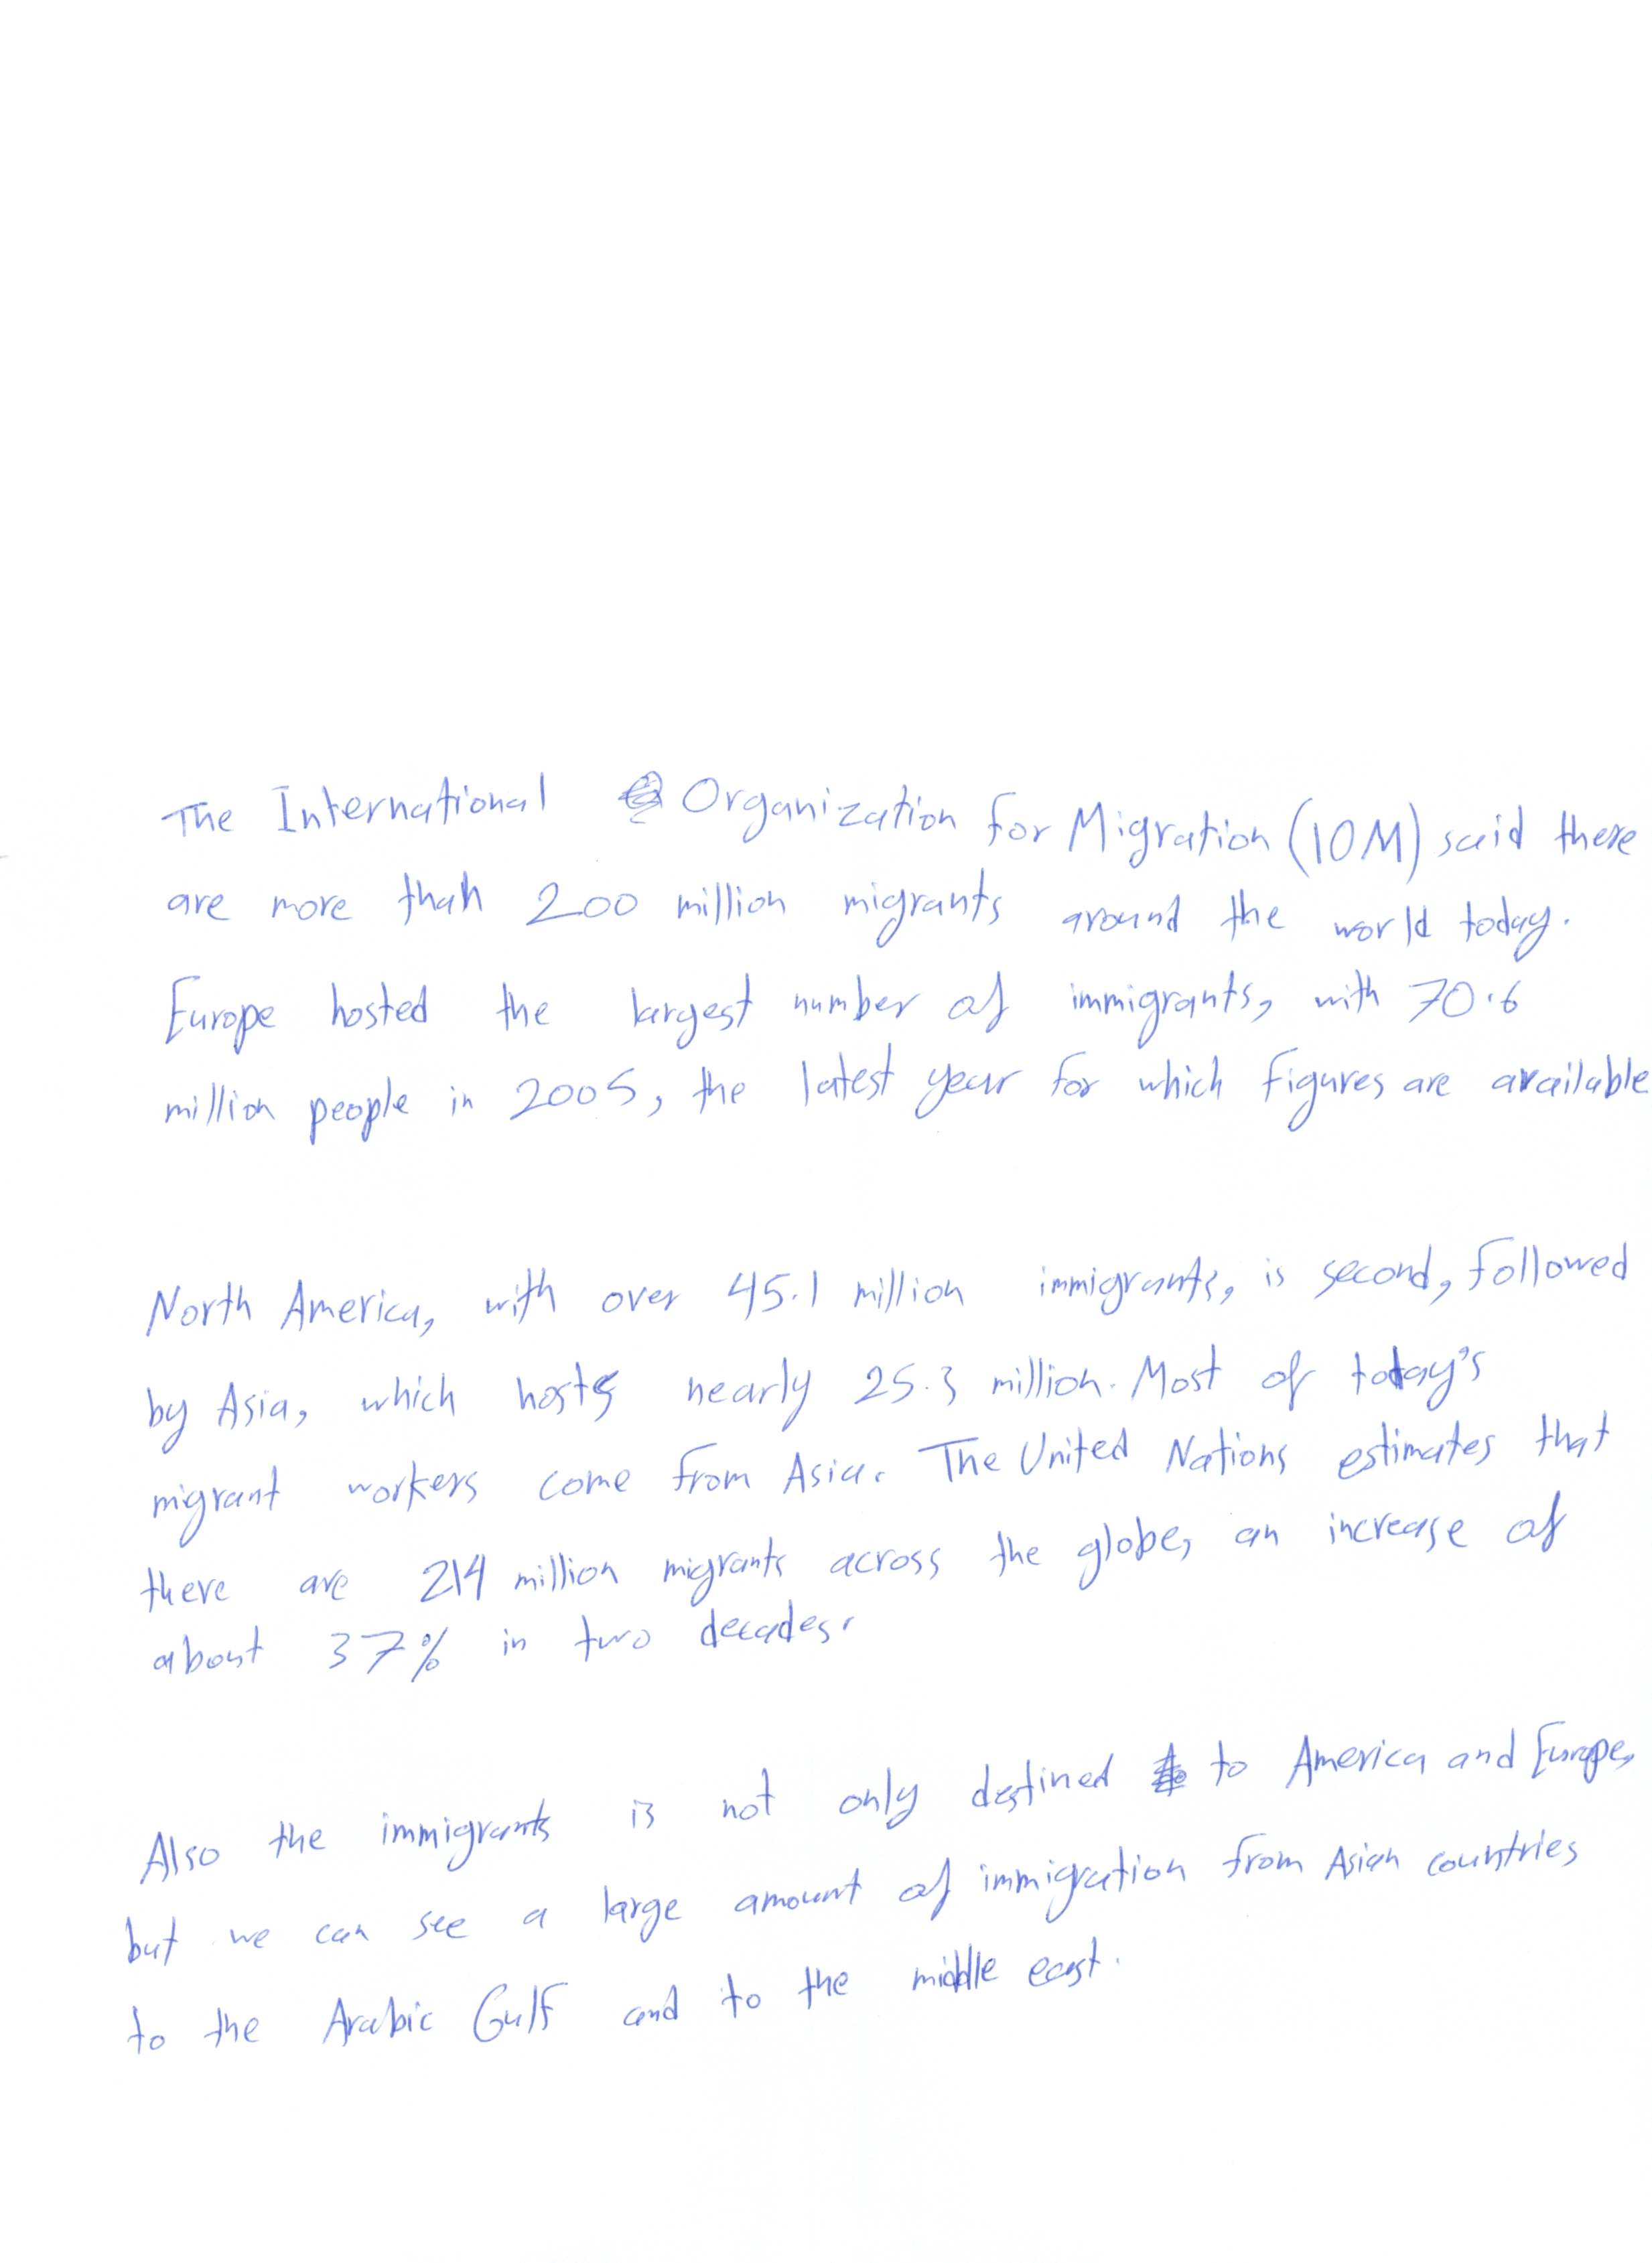 The International Organization for Migration (IOM) said there
are more than 200 million migrants around the world today.
Europe hosted the largest number of immigrants, with 70.6
million people in 2005, the latest year for which figures are available
North America, with over 45.1 million immigrants, is second, followed
by Asia, which hosts nearly 25.3 million. Most of today's
migrant workers come from Asia. The United Nations estimates that
there are 214 million migrants across the globe, an increase of
about 37% in two decades.
Also the immigrants is not only destined to America and Europe,
but we can see a large amount of immigration from Asian countries
to the Arabic Gulf and to the middle east.